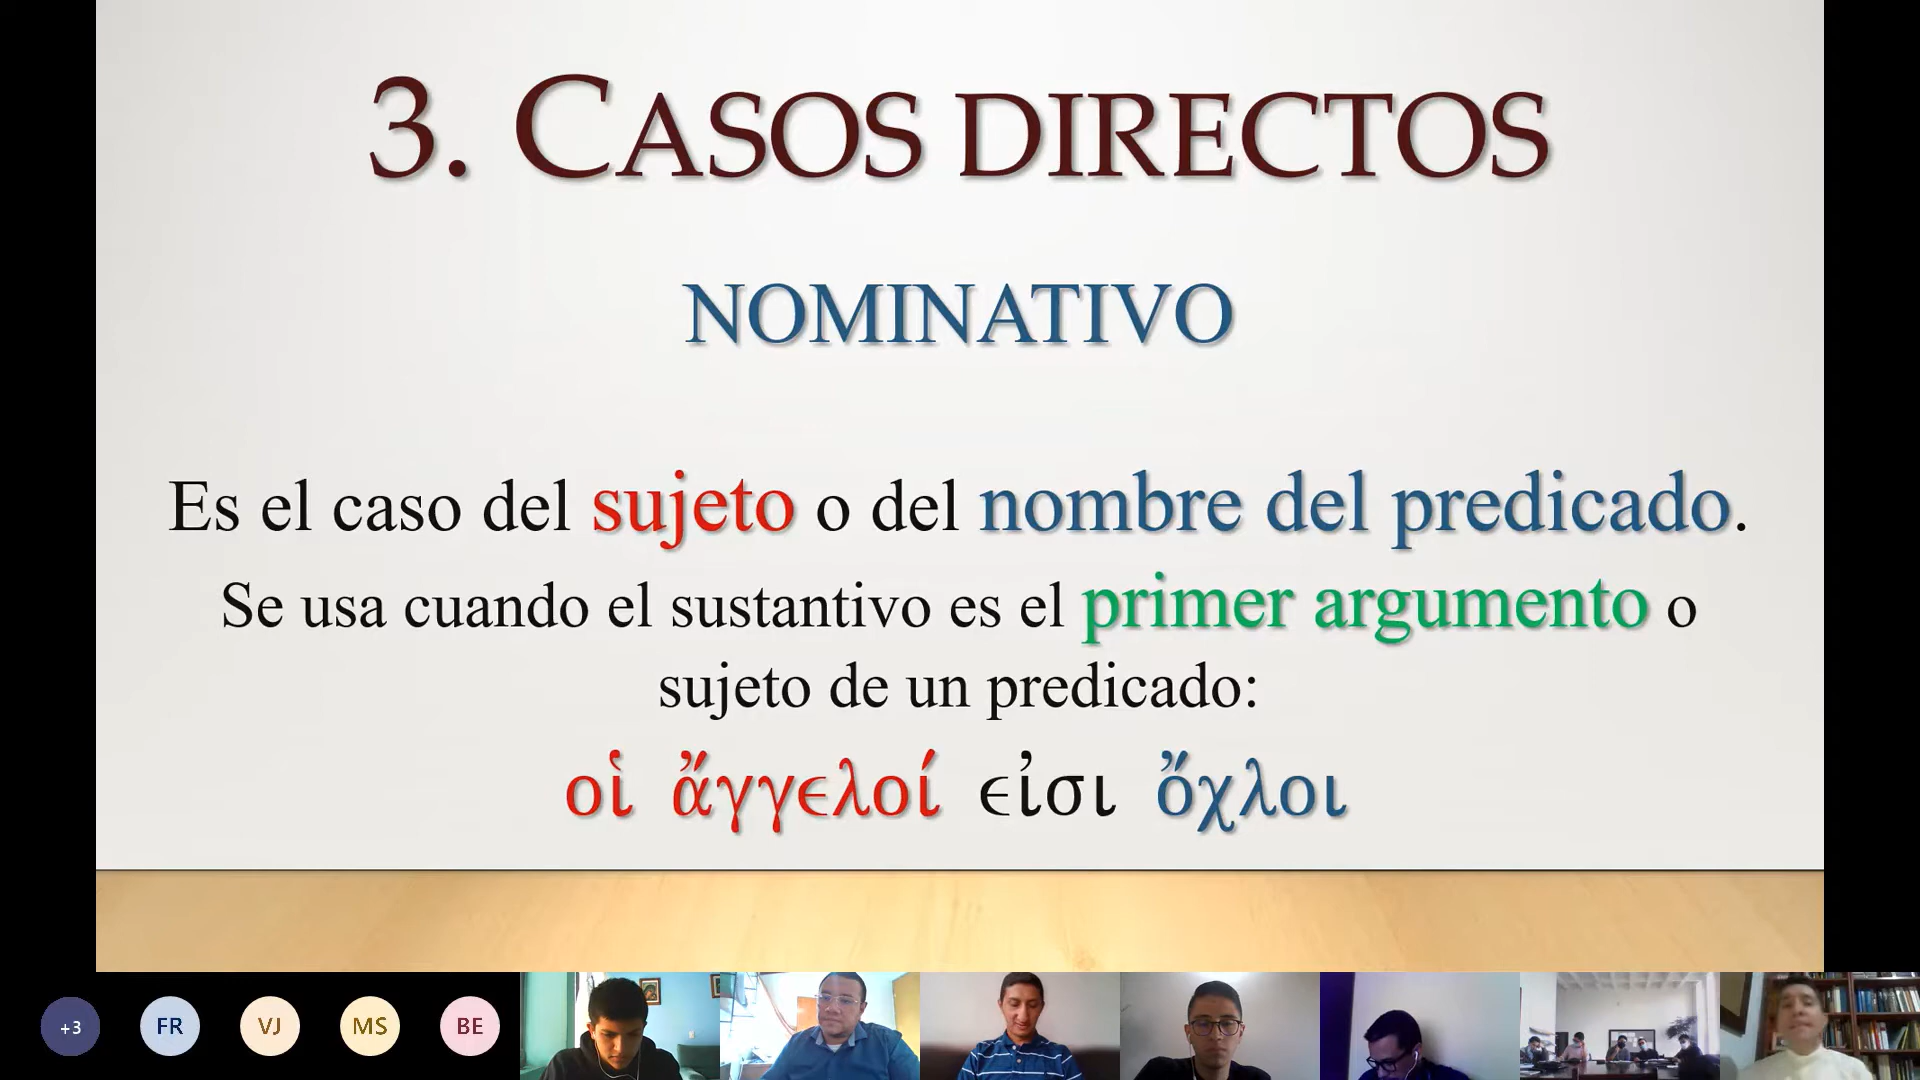 3. CASOS DIRECTOS
NOMINATIVO
Es el caso del sujeto o del nombre del predicado.
Se usa cuando el sustantivo es el primer argumento o
sujeto de un predicado:
οἱ ἄγγελοί εἰσι ὄχλοι
+3 FR VJ MS BE